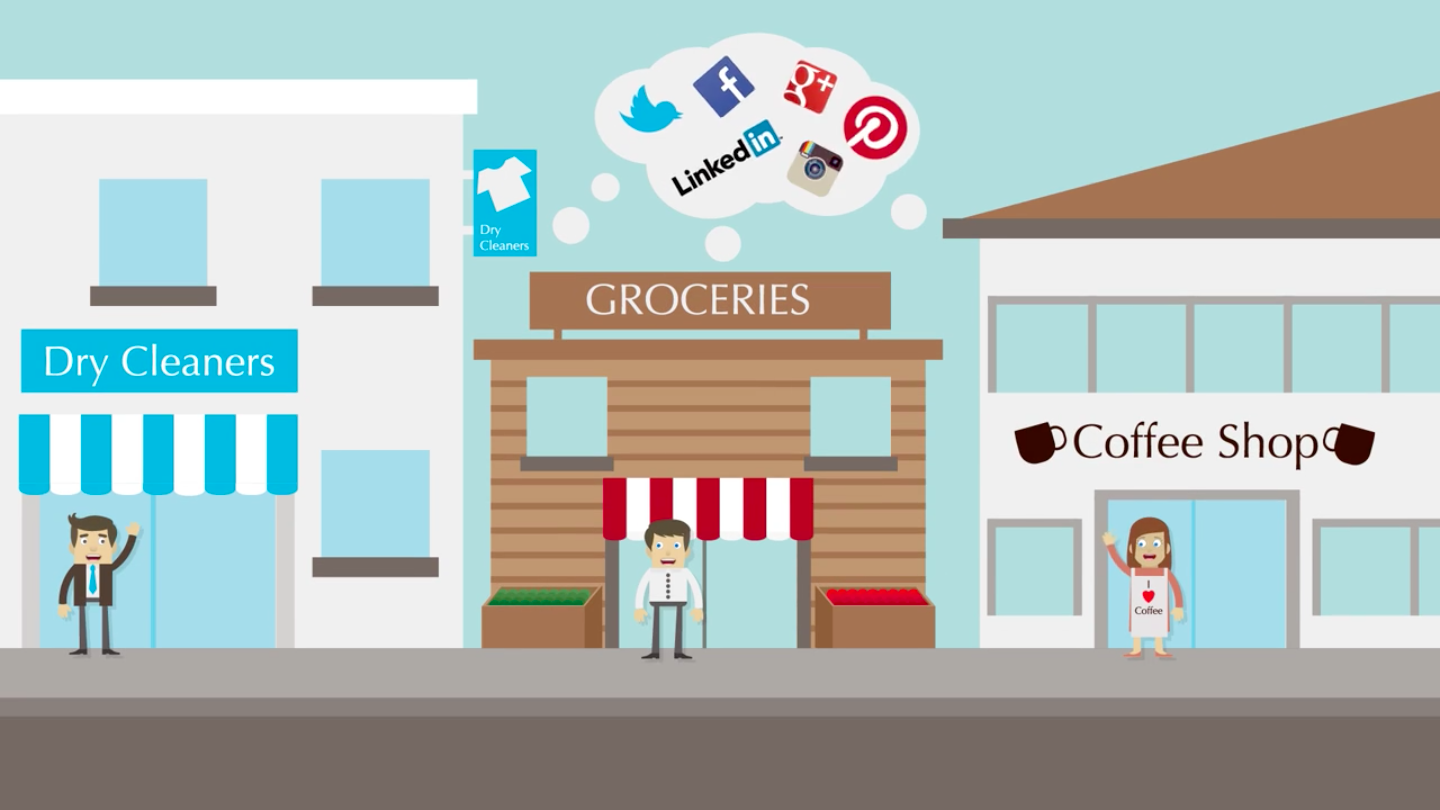 f
g+
Linked in
Dry
Cleaners
GROCERIES
Dry Cleaners
Coffee Shop
I
Coffee